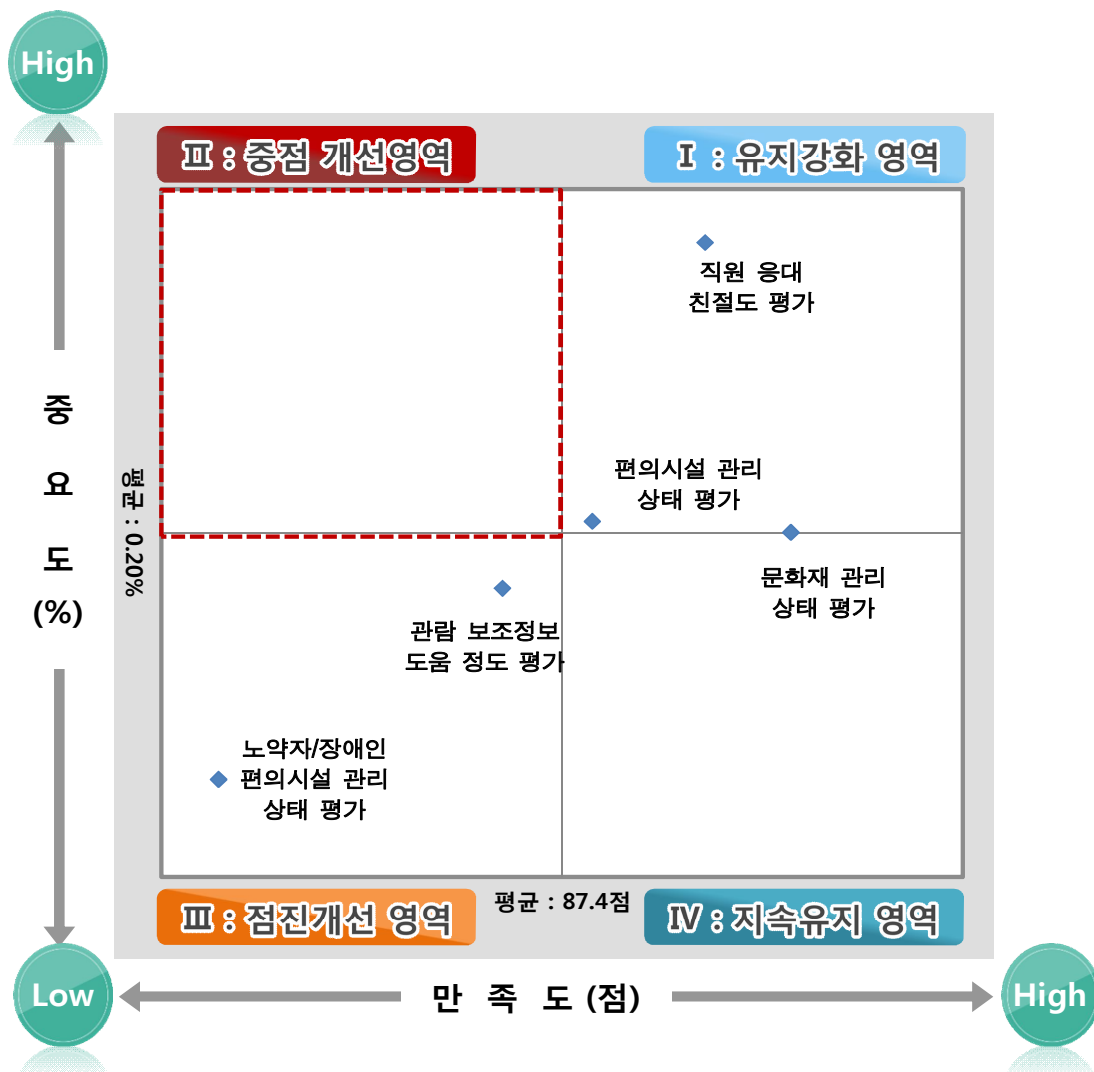 High
Ⅱ : 중점 개선영역
Ⅰ : 유지강화 영역
직원 응대
친절도 평가
편의시설 관리
상태 평가
중
요
도
(%)
평균 : 0.20%
문화재 관리
상태 평가
관람 보조정보
도움 정도 평가
노약자/장애인
편의시설 관리
상태 평가
평균 : 87.4점
Ⅲ : 점진개선 영역
Ⅳ : 지속유지 영역
Low
만 족 도 (점)
High